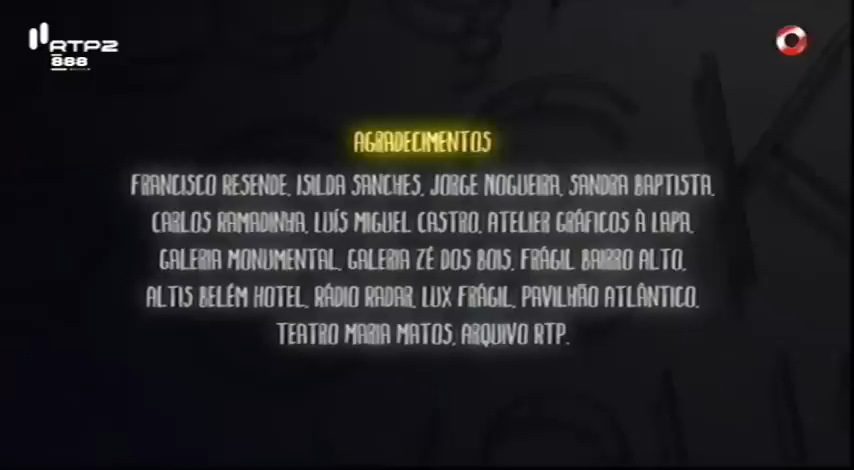 RTP2
888
AGRADECIMENTOS
FRANCISCO RESENDE, ISILDA SANCHES, JORGE NOGUEIRA, SANDRA BAPTISTA,
CARLOS RAMADINHA, LUÍS MIGUEL CASTRO, ATELIER GRÁFICOS À LAPA,
GALERIA MONUMENTAL, GALERIA ZÉ DOS BOIS, FRÁGIL BAIRRO ALTO,
ALTIS BELÉM HOTEL, RÁDIO RADAR, LUX FRÁGIL, PAVILHÃO ATLÂNTICO,
TEATRO MARIA MATOS, ARQUIVO RTP.